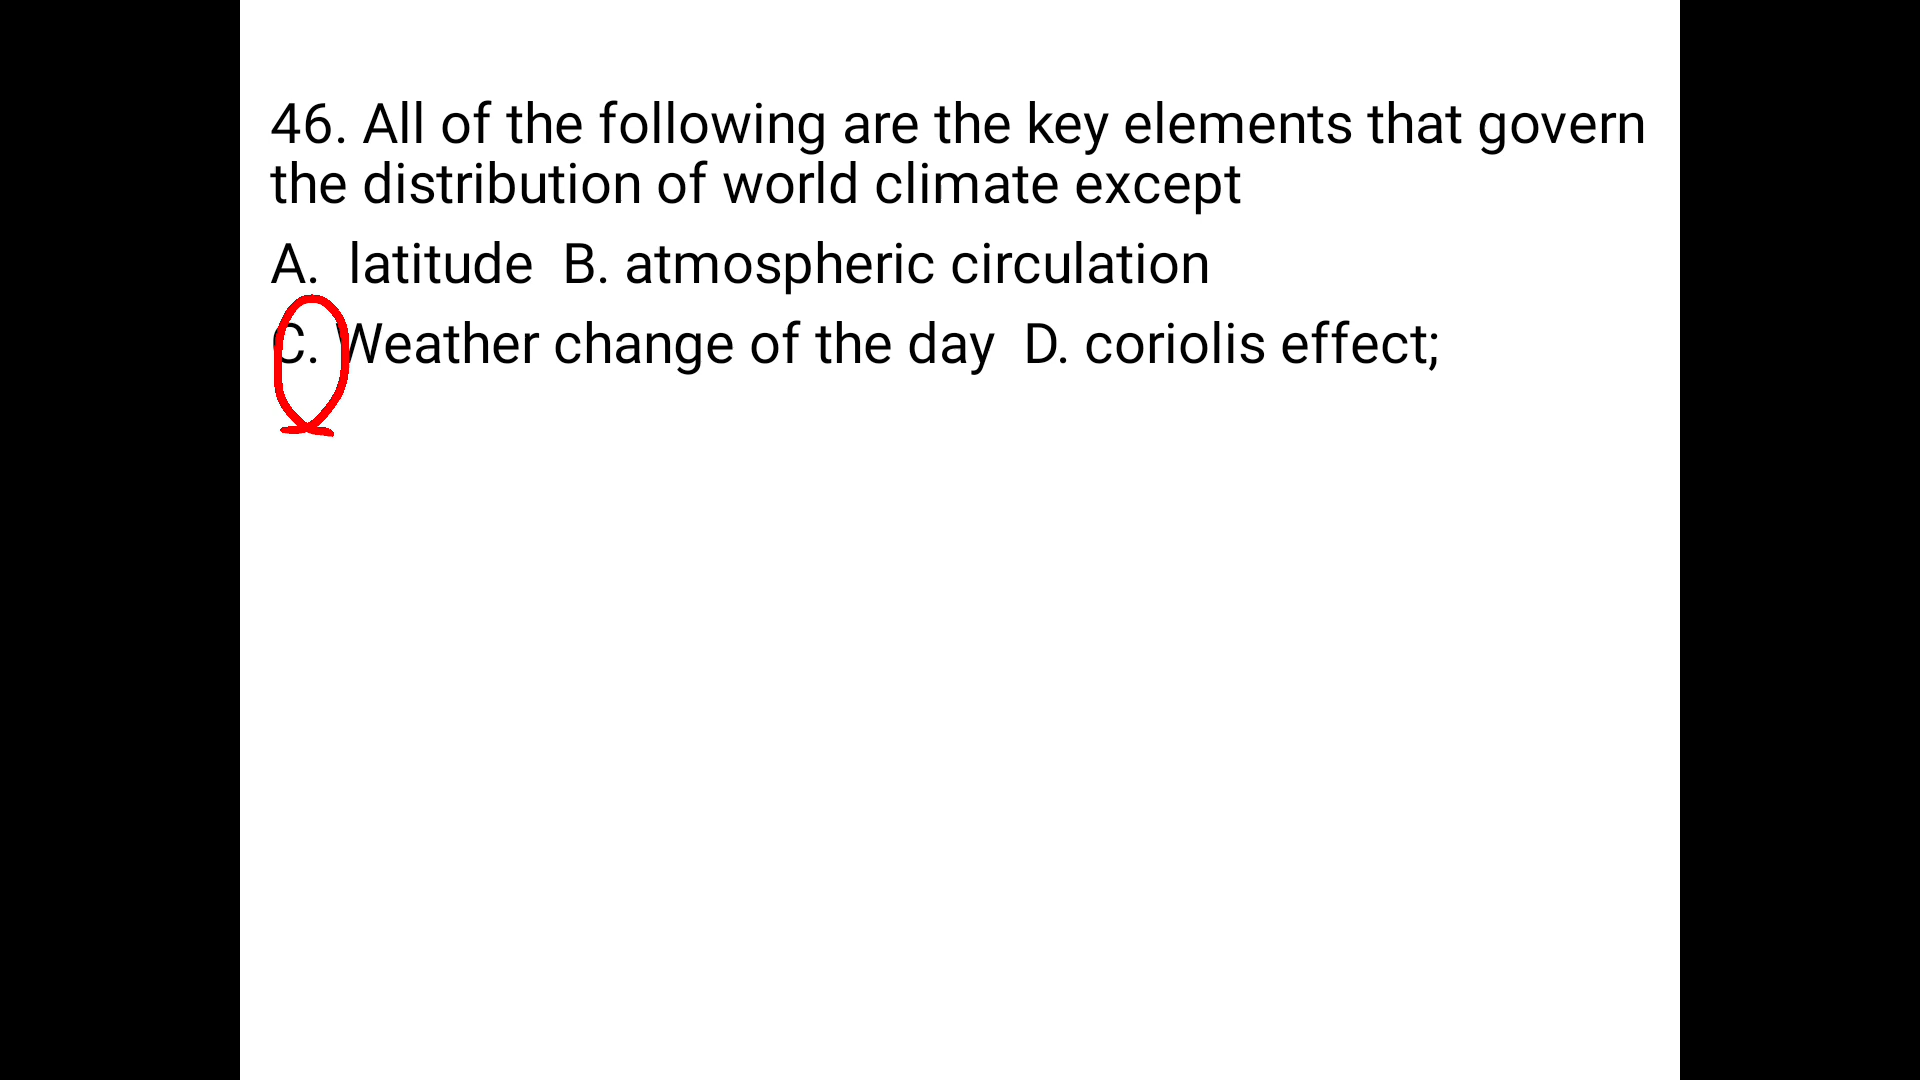 46. All of the following are the key elements that govern
the distribution of world climate except
A. latitude B. atmospheric circulation
C. Weather change of the day D. coriolis effect;